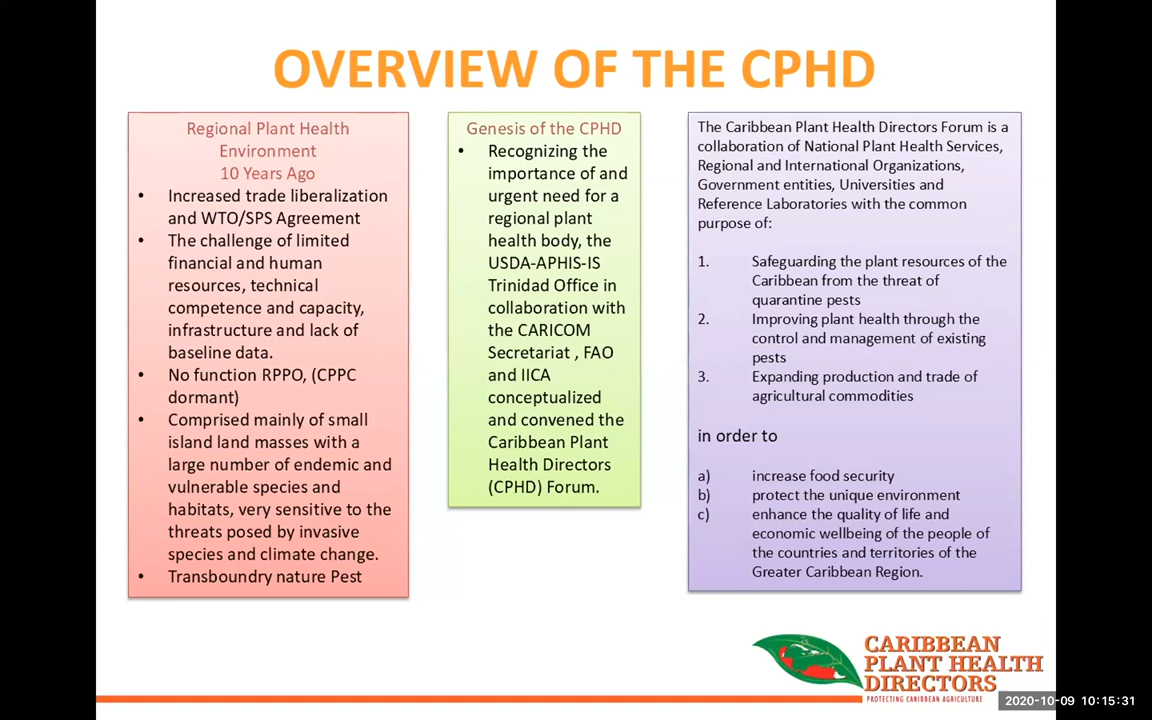 OVERVIEW OF THE CPHD
Regional Plant Health
Environment
10 Years Ago
• Increased trade liberalization
and WTO/SPS Agreement
• The challenge of limited
financial and human
resources, technical
competence and capacity,
infrastructure and lack of
baseline data.
• No function RPPO, (CPPC
dormant)
• Comprised mainly of small
island land masses with a
large number of endemic and
vulnerable species and
habitats, very sensitive to the
threats posed by invasive
species and climate change.
• Transboundry nature Pest
Genesis of the CPHD
• Recognizing the
importance of and
urgent need for a
regional plant
health body, the
USDA-APHIS-IS
Trinidad Office in
collaboration with
the CARICOM
Secretariat , FAO
and IICA
conceptualized
and convened the
Caribbean Plant
Health Directors
(CPHD) Forum.
The Caribbean Plant Health Directors Forum is a
collaboration of National Plant Health Services,
Regional and International Organizations,
Government entities, Universities and
Reference Laboratories with the common
purpose of:
1. Safeguarding the plant resources of the
Caribbean from the threat of
quarantine pests
2. Improving plant health through the
control and management of existing
pests
3. Expanding production and trade of
agricultural commodities
in order to
a) increase food security
b) protect the unique environment
c) enhance the quality of life and
economic wellbeing of the people of
the countries and territories of the
Greater Caribbean Region.
CARIBBEAN
PLANT HEALTH
DIRECTORS
PROTECTING CARIBBEAN AGRICULTURE
2020-10-09 10:15:31